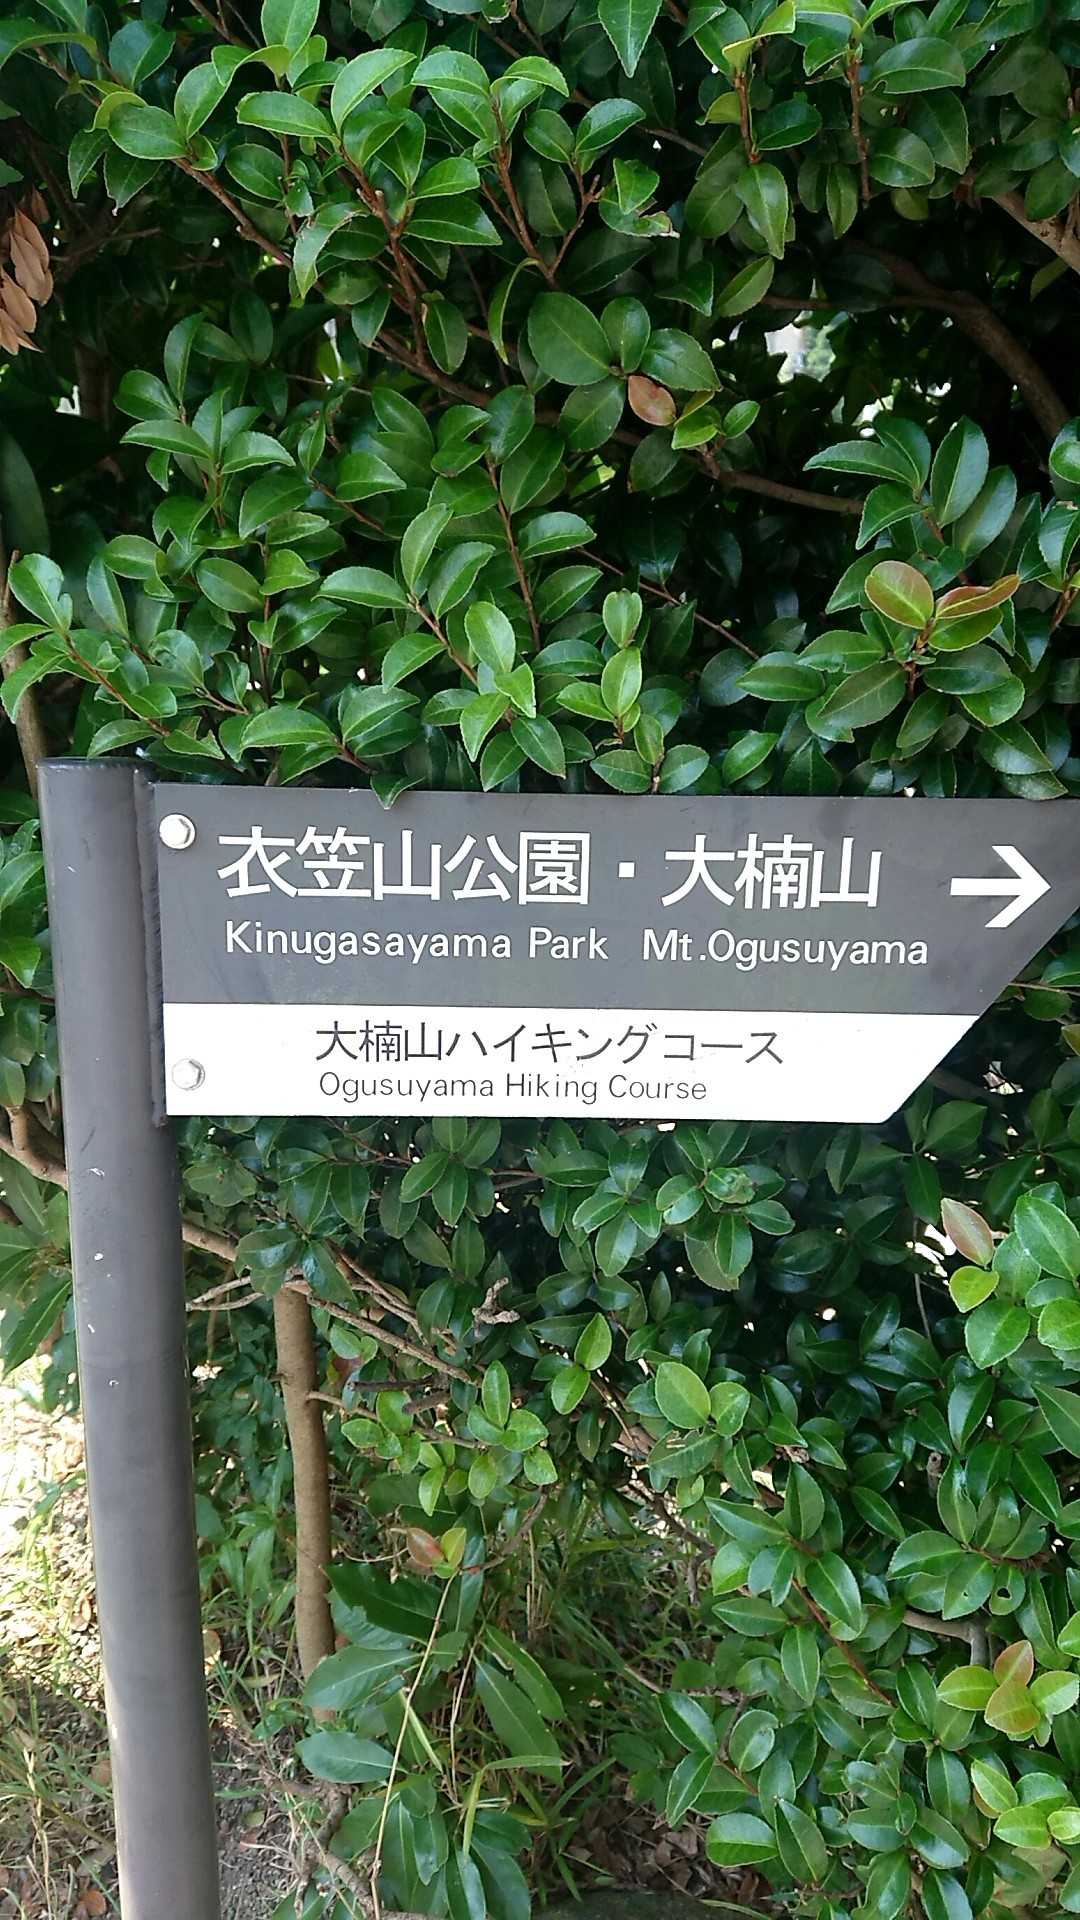 衣笠山公園・大楠山
Kinugasayama Park Mt.Ogusuyama
大楠山ハイキングコース
Ogusuyama Hiking Course